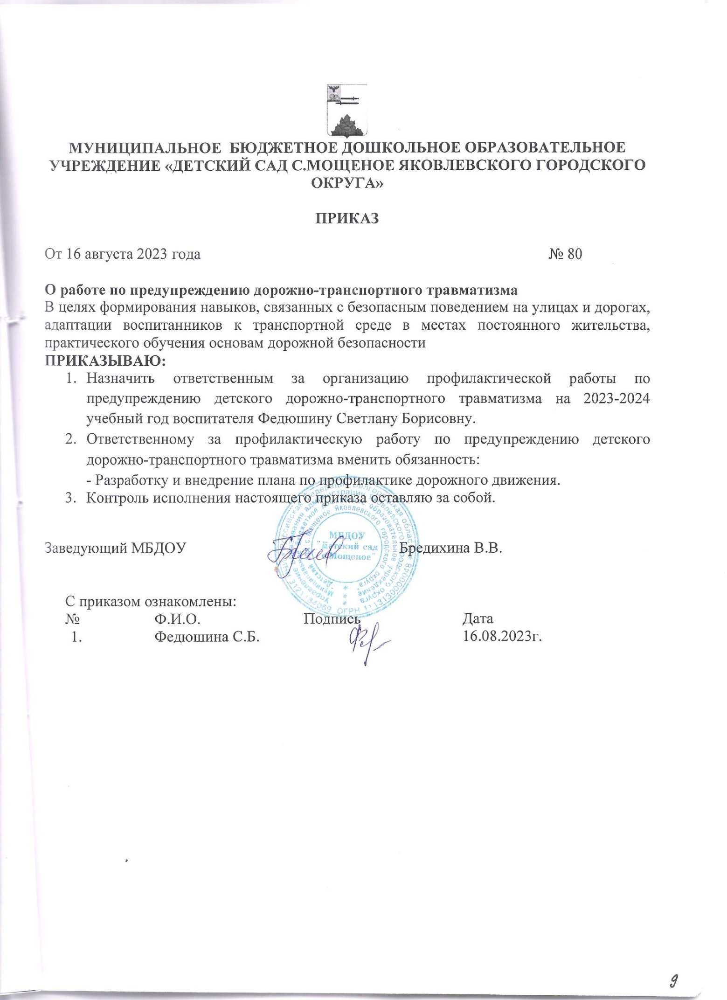 МУНИЦИПАЛЬНОЕ БЮДЖЕТНОЕ ДОШКОЛЬНОЕ ОБРАЗОВАТЕЛЬНОЕ
УЧРЕЖДЕНИЕ «ДЕТСКИЙ САД С.МОЩЕНОЕ ЯКОВЛЕВСКОГО ГОРОДСКОГО
ОКРУГА»
ПРИКАЗ
От 16 августа 2023 года № 80
О работе по предупреждению дорожно-транспортного травматизма
В целях формирования навыков, связанных с безопасным поведением на улицах и дорогах,
адаптации воспитанников к транспортной среде в местах постоянного жительства,
практического обучения основам дорожной безопасности
ПРИКАЗЫВАЮ:
1. Назначить ответственным за организацию профилактической работы по
предупреждению детского дорожно-транспортного травматизма на 2023-2024
учебный год воспитателя Федюшину Светлану Борисовну.
2. Ответственному за профилактическую работу по предупреждению детского
дорожно-транспортного травматизма вменить обязанность:
- Разработку и внедрение плана по профилактике дорожного движения.
3. Контроль исполнения настоящего приказа оставляю за собой.
МБДОУ
"Детский сад
с Мощеное"
Заведующий МБДОУ Бредихина В.В.
С приказом ознакомлены:
№ Ф.И.О. Подпись Дата
1. Федюшина С.Б. 16.08.2023г.
9